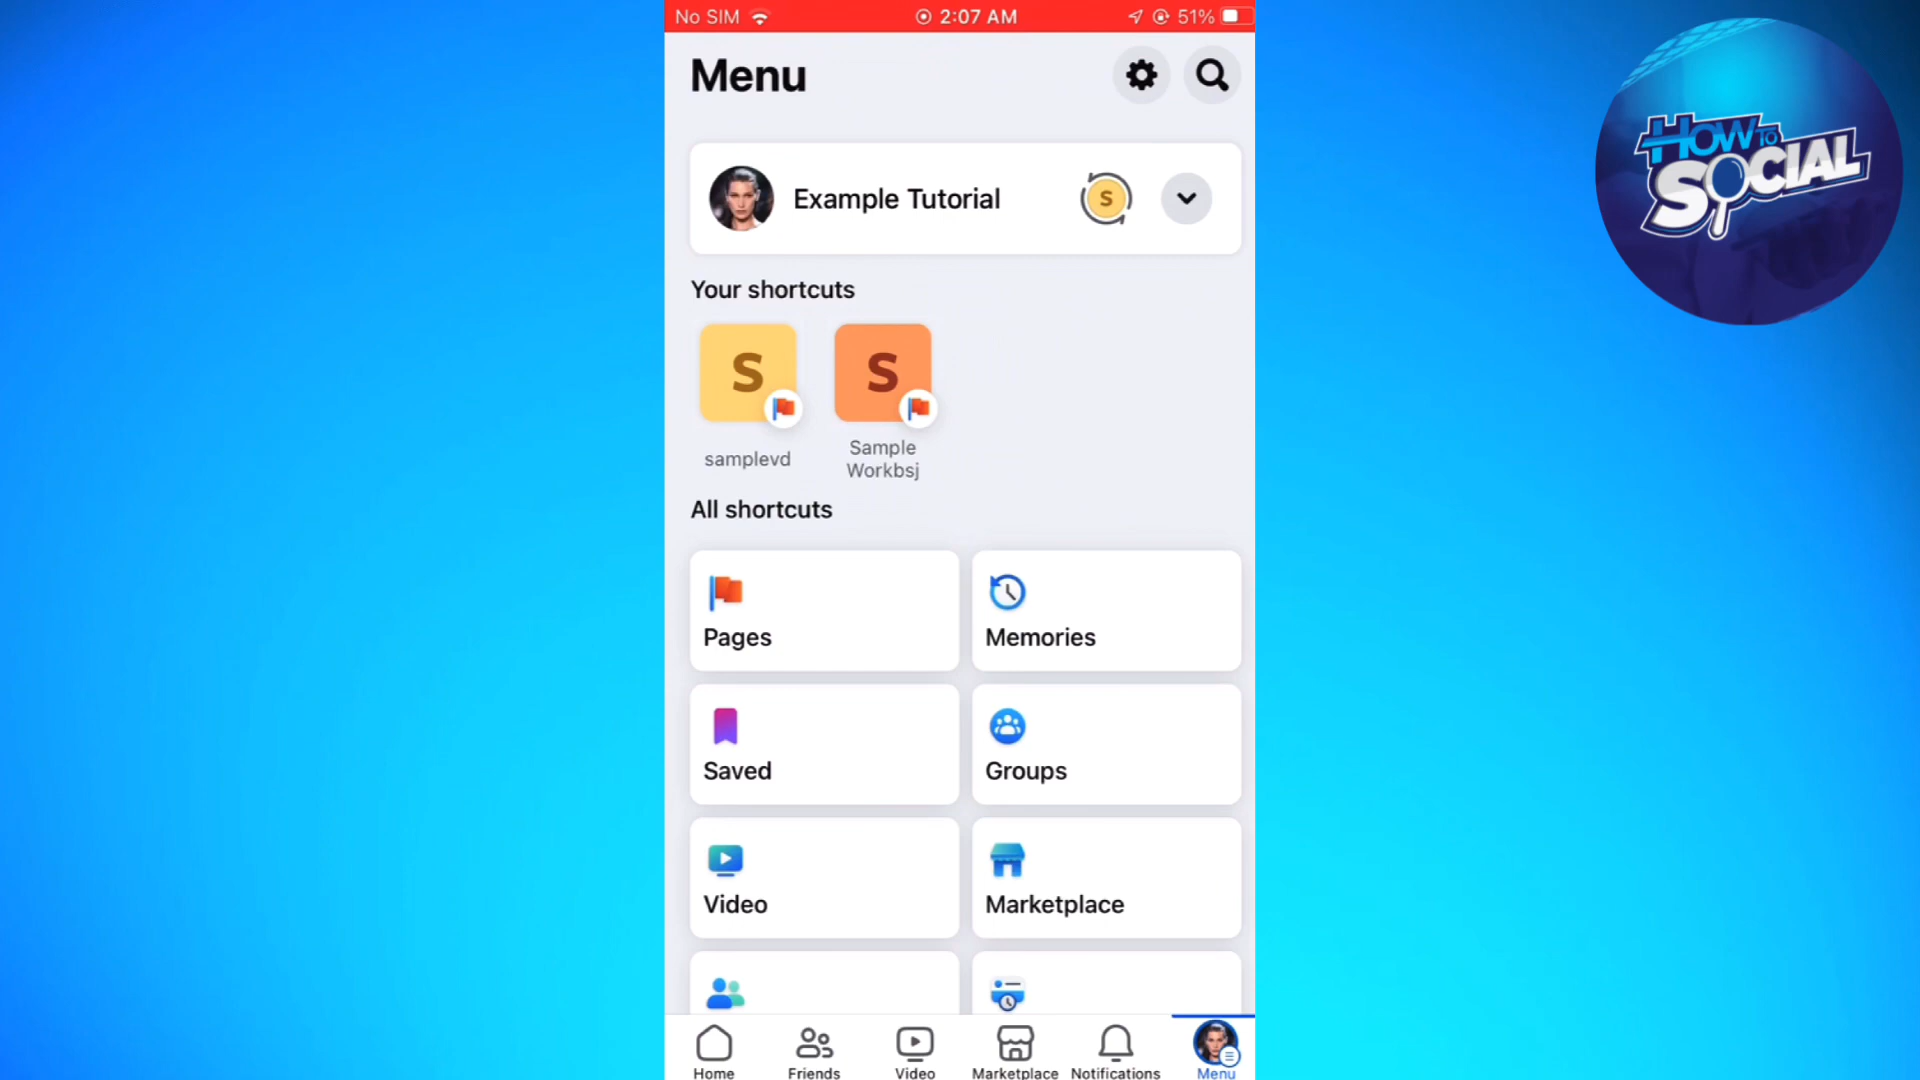 No SIM 2:07 AM 51%
Menu
HOW TO
SOCIAL
Example Tutorial S
Your shortcuts
S S
samplevd Sample
Workbsj
All shortcuts
Pages Memories
Saved Groups
Video Marketplace
Home Friends Video Marketplace Notifications Menu